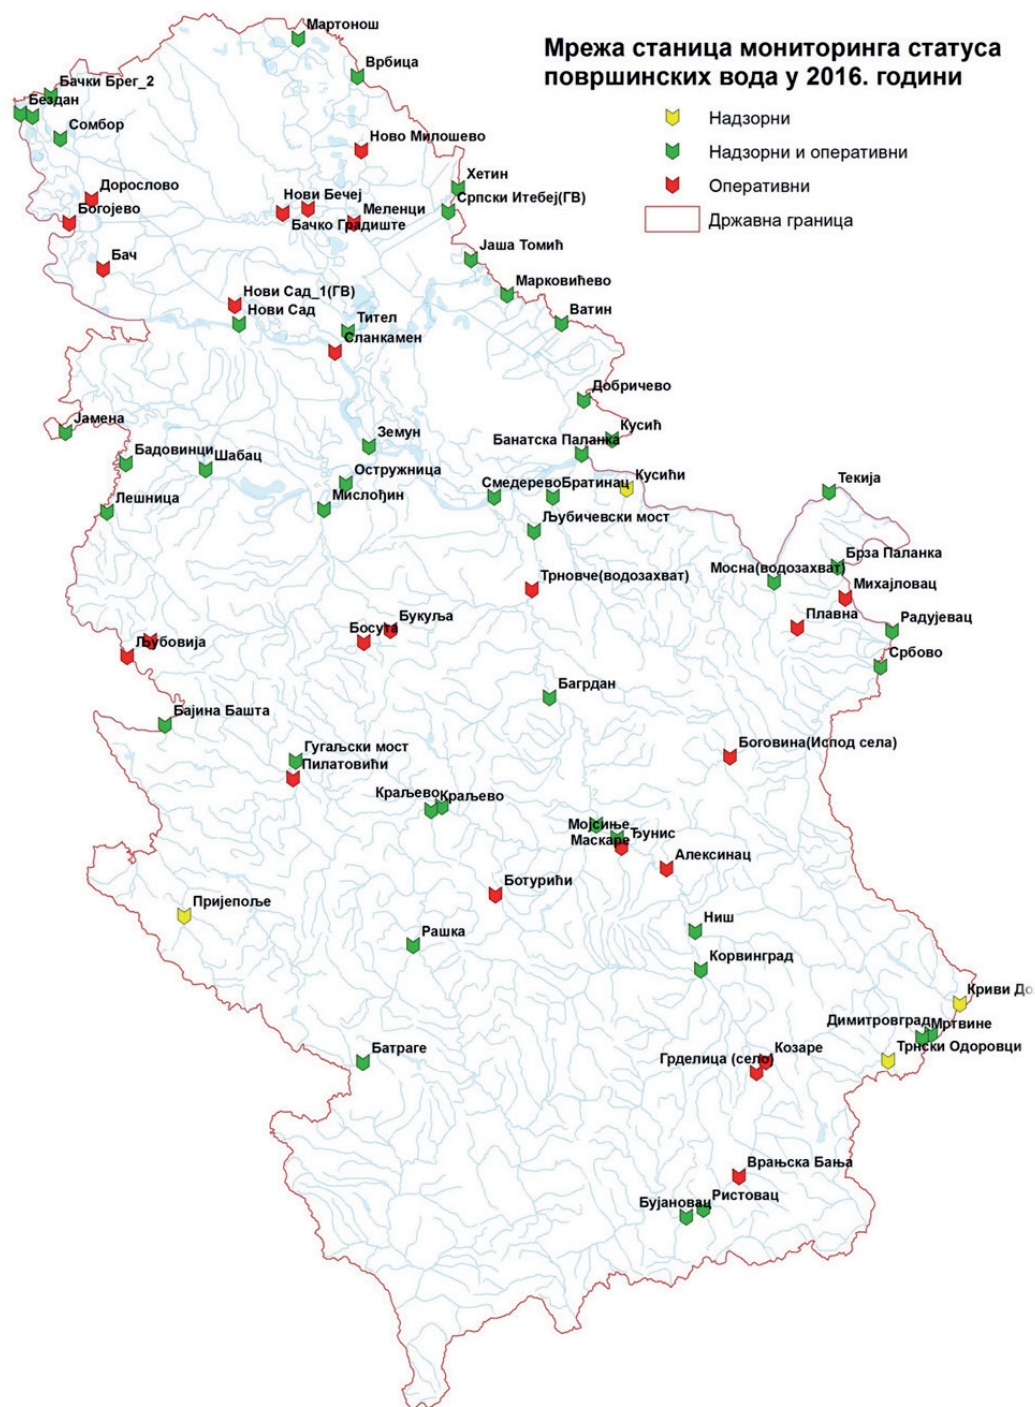 Мрежа станица мониторинга статуса
површинских вода у 2016. години
Надзорни
Надзорни и оперативни
Оперативни
Државна граница
Мартонош
Врбица
Бачки Брег_2
Бездан
Сомбор
Ново Милошево
Хетин
Дорослово
Нови Бечеј
Српски Итебеј(ГВ)
Богојево
Меленци
Бачко Градиште
Јаша Томић
Бач
Марковићево
Нови Сад_1(ГВ)
Нови Сад
Ватин
Тител
Сланкамен
Добричево
Јамена
Кусић
Земун
Банатска Паланка
Бадовинци
Шабац
Остружница
Смедерево
Братинац
Кусићи
Текија
Лешница
Мислођин
Љубичевски мост
Брза Паланка
Мосна(водозахват)
Трновче(водозахват)
Михајловац
Плавна
Радујевац
Букуља
Босута
Љубовија
Србово
Багрдан
Бајина Башта
Гугаљски мост
Боговина(Испод села)
Пилатовићи
Краљево
Краљево
Мојсиње
Ђунис
Маскаре
Алексинац
Ботурићи
Пријепоље
Ниш
Рашка
Корвинград
Криви До
Димитровград
Мртвине
Батраге
Козаре
Грделица (село)
Трнски Одоровци
Врањска Бања
Ристовац
Бујановац